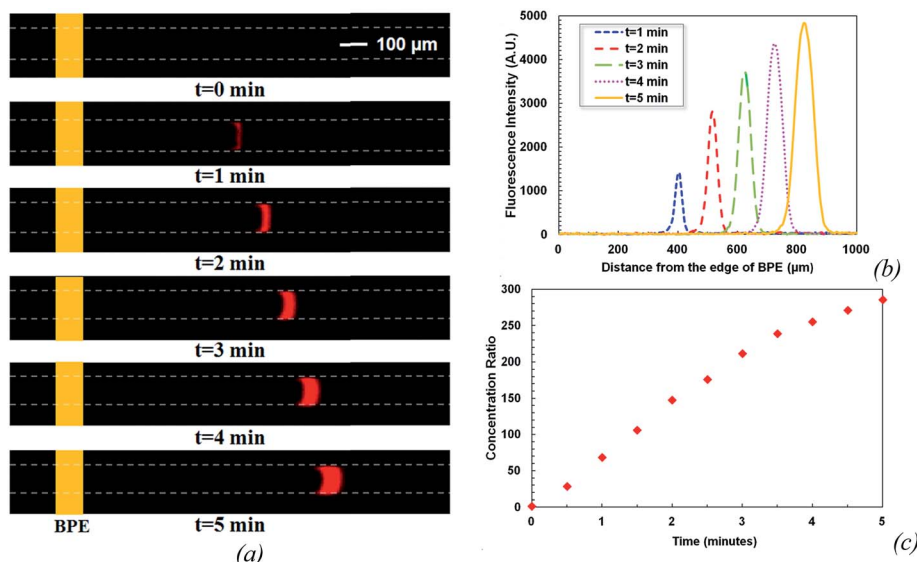 100 µm
t=0 min
t=1 min
t=2 min
t=3 min
t=4 min
t=5 min
BPE
(a)
Fluorescence Intensity (A.U.)
5000
4000
3000
2000
1000
0
t=1 min
t=2 min
t=3 min
t=4 min
t=5 min
0 200 400 600 800 1000
Distance from the edge of BPE (µm)
(b)
Concentration Ratio
300
250
200
150
100
50
0
0 1 2 3 4 5
Time (minutes)
(c)